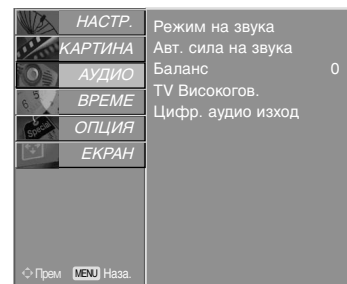 НАСТР.
КАРТИНА
АУДИО
ВРЕМЕ
ОПЦИЯ
ЕКРАН
Режим на звука
Авт. сила на звука
Баланс 0
TV Високогов.
Цифр. аудио изход
Special
Прем MENU Наза.